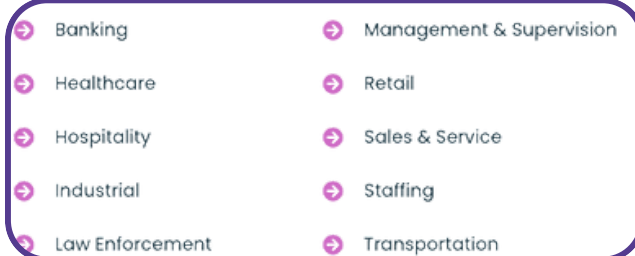 Banking
Healthcare
Hospitality
Industrial
Law Enforcement
Management & Supervision
Retail
Sales & Service
Staffing
Transportation